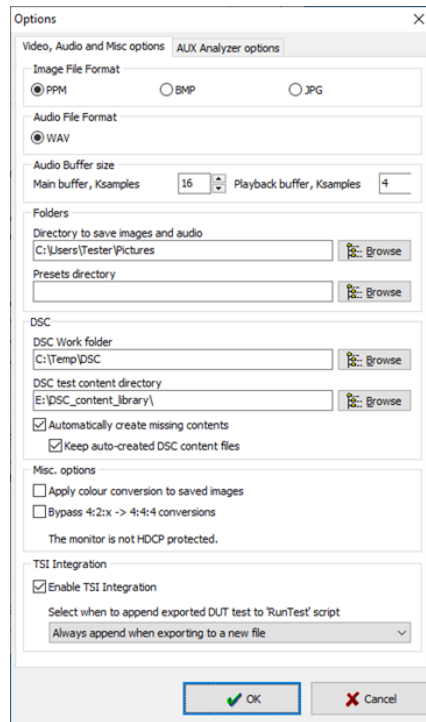 Options
Video, Audio and Misc options AUX Analyzer options
Image File Format
PPM BMP JPG
Audio File Format
WAV
Audio Buffer size
Main buffer, Ksamples 16 Playback buffer, Ksamples 4
Folders
Directory to save images and audio
C:\Users\Tester\Pictures Browse
Presets directory
Browse
DSC
DSC Work folder
C:\Temp\DSC Browse
DSC test content directory
E:\DSC_content_library\ Browse
Automatically create missing contents
Keep auto-created DSC content files
Misc. options
Apply colour conversion to saved images
Bypass 4:2:x -> 4:4:4 conversions
The monitor is not HDCP protected.
TSI Integration
Enable TSI Integration
Select when to append exported DUT test to 'RunTest' script
Always append when exporting to a new file
OK Cancel